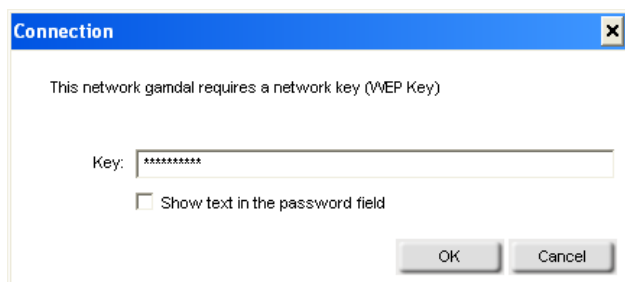 Connection
This network gamdal requires a network key (WEP Key)
Key: **********
Show text in the password field
OK Cancel